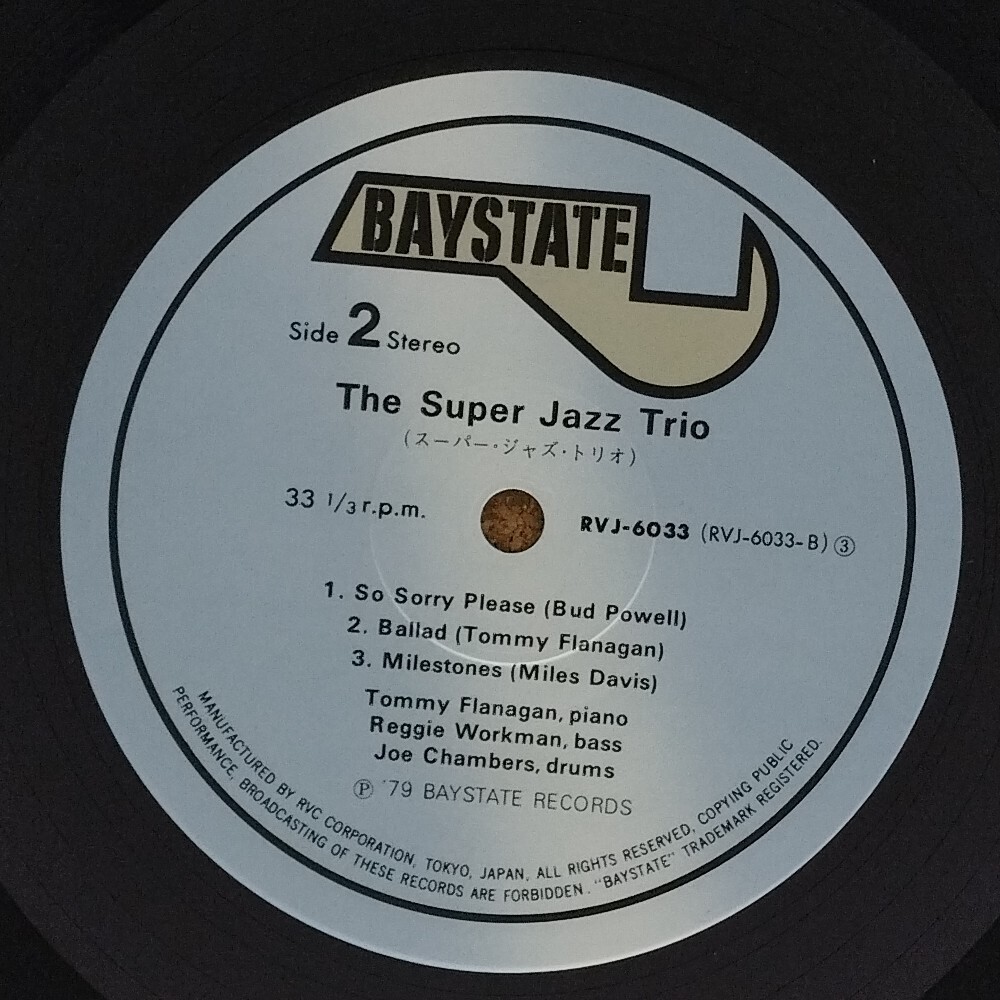 BAYSTATE
Side 2 Stereo
The Super Jazz Trio
(スーパー・ジャズ・トリオ)
33 1/3 r.p.m.
RVJ-6033 (RVJ-6033-B) ③
1. So Sorry Please (Bud Powell)
2. Ballad (Tommy Flanagan)
3. Milestones (Miles Davis)
Tommy Flanagan, piano
Reggie Workman, bass
Joe Chambers, drums
℗ '79 BAYSTATE RECORDS
MANUFACTURED BY RVC CORPORATION, TOKYO, JAPAN, ALL RIGHTS RESERVED, COPYING PUBLIC
PERFORMANCE, BROADCASTING OF THESE RECORDS ARE FORBIDDEN. "BAYSTATE" TRADEMARK REGISTERED.